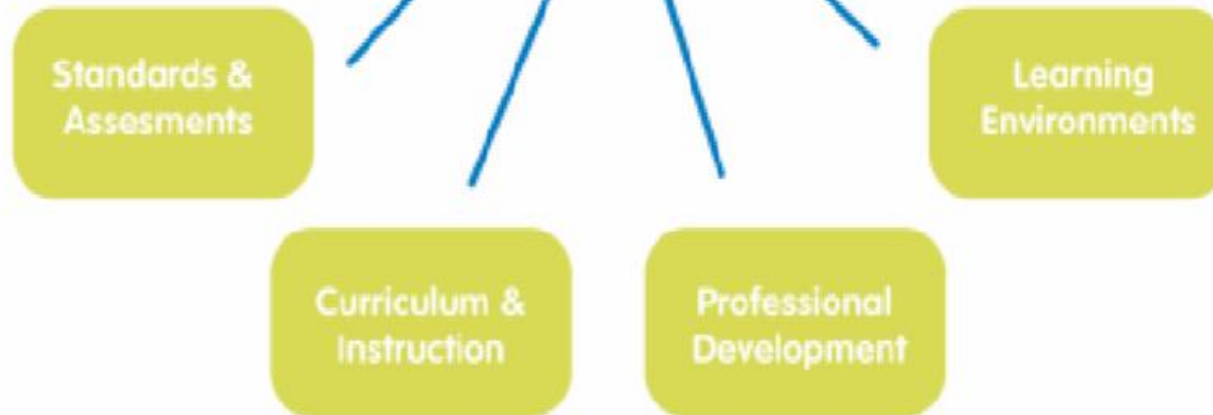 Standards &
Assesments
Learning
Environments
Curriculum &
Instruction
Professional
Development